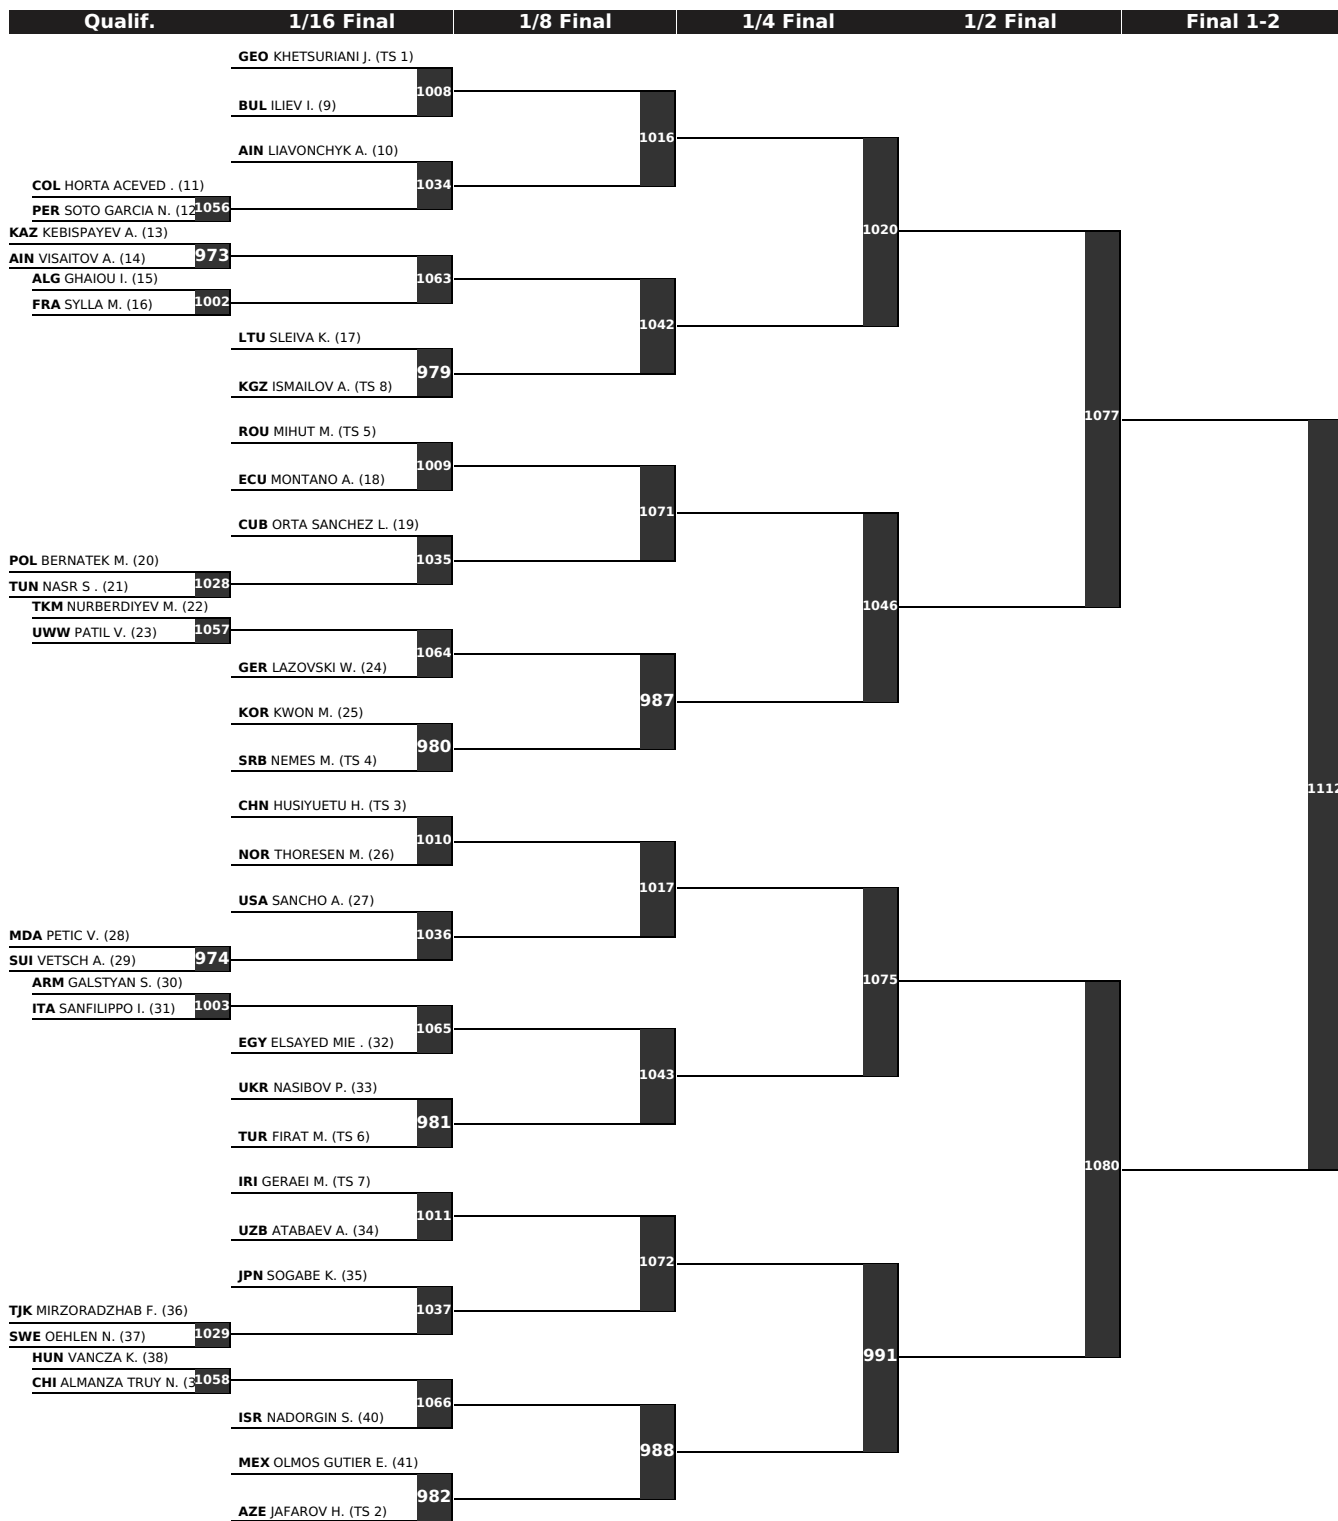 Qualif. 1/16 Final 1/8 Final 1/4 Final 1/2 Final Final 1-2
GEO KHETSURIANI J. (TS 1)
1008
BUL ILIEV I. (9)
1016
AIN LIAVONCHYK A. (10)
1034
COL HORTA ACEVED . (11)
PER SOTO GARCIA N. (12
1056
KAZ KEBISPAYEV A. (13)
1020
AIN VISAITOV A. (14)
973
ALG GHAIOU I. (15)
1063
FRA SYLLA M. (16)
1002
1042
LTU SLEIVA K. (17)
979
KGZ ISMAILOV A. (TS 8)
1077
ROU MIHUT M. (TS 5)
1009
ECU MONTANO A. (18)
1071
CUB ORTA SANCHEZ L. (19)
1035
POL BERNATEK M. (20)
TUN NASR S . (21)
1028
TKM NURBERDIYEV M. (22)
1046
UWW PATIL V. (23)
1057
1064
GER LAZOVSKI W. (24)
987
KOR KWON M. (25)
980
SRB NEMES M. (TS 4)
1112
CHN HUSIYUETU H. (TS 3)
1010
NOR THORESEN M. (26)
1017
USA SANCHO A. (27)
1036
MDA PETIC V. (28)
SUI VETSCH A. (29)
974
ARM GALSTYAN S. (30)
1075
ITA SANFILIPPO I. (31)
1003
1065
EGY ELSAYED MIE . (32)
1043
UKR NASIBOV P. (33)
981
TUR FIRAT M. (TS 6)
1080
IRI GERAEI M. (TS 7)
1011
UZB ATABAEV A. (34)
1072
JPN SOGABE K. (35)
1037
TJK MIRZORADZHAB F. (36)
SWE OEHLEN N. (37)
1029
HUN VANCZA K. (38)
991
CHI ALMANZA TRUY N. (3
1058
1066
ISR NADORGIN S. (40)
988
MEX OLMOS GUTIER E. (41)
982
AZE JAFAROV H. (TS 2)